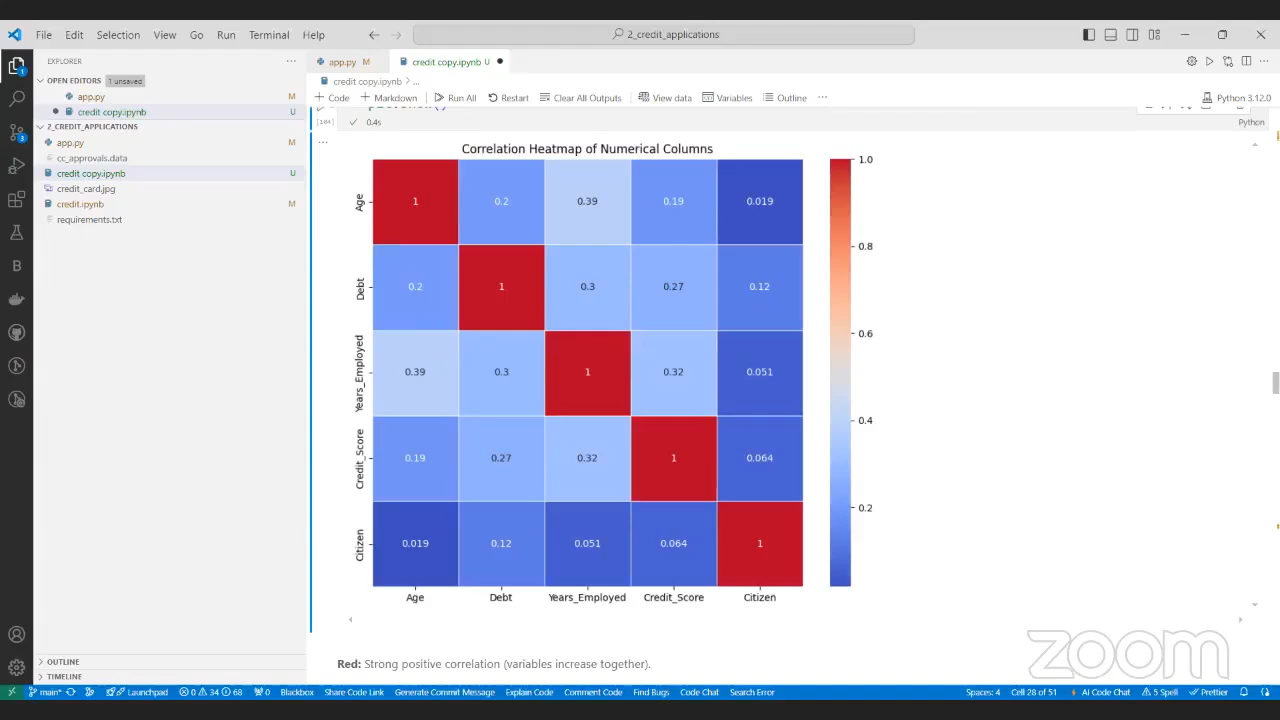 File Edit Selection View Go Run Terminal Help
2_credit_applications
EXPLORER
OPEN EDITORS 1 unsaved
app.py M
credit copy.ipynb U
2_CREDIT_APPLICATIONS
app.py M
cc_approvals.data
credit copy.ipynb U
credit_card.jpg
credit.ipynb M
requirements.txt
OUTLINE
TIMELINE
app.py M
credit copy.ipynb U
credit copy.ipynb > ...
+ Code + Markdown Run All Restart Clear All Outputs View data Variables Outline ... Python 3.12.0
[104] 0.4s Python
Correlation Heatmap of Numerical Columns
Age 1 0.2 0.39 0.19 0.019
Debt 0.2 1 0.3 0.27 0.12
Years_Employed 0.39 0.3 1 0.32 0.051
Credit_Score 0.19 0.27 0.32 1 0.064
Citizen 0.019 0.12 0.051 0.064 1
Age Debt Years_Employed Credit_Score Citizen
1.0
0.8
0.6
0.4
0.2
Red: Strong positive correlation (variables increase together).
zoom
main* Launchpad 0 34 68 0 Blackbox Share Code Link Generate Commit Message Explain Code Comment Code Find Bugs Code Chat Search Error Spaces: 4 Cell 28 of 51 AI Code Chat 5 Spell Prettier